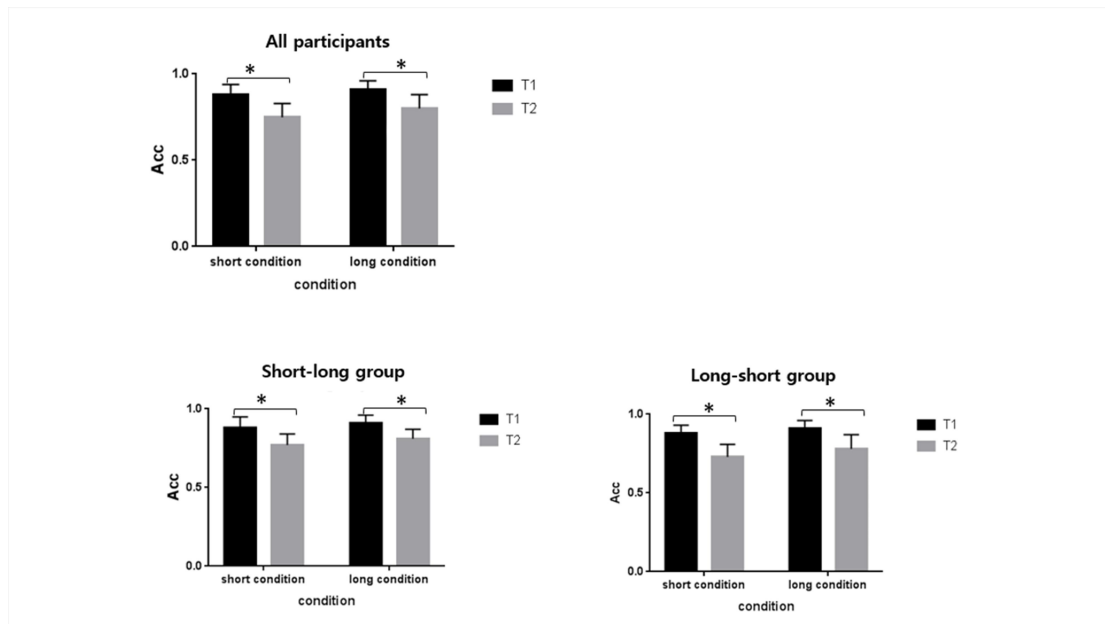 All participants
*
*
1.0
0.5
0.0
Acc
short condition
long condition
condition
T1
T2
Short-long group
*
*
1.0
0.5
0.0
Acc
short condition
long condition
condition
T1
T2
Long-short group
*
*
1.0
0.5
0.0
Acc
short condition
long condition
condition
T1
T2